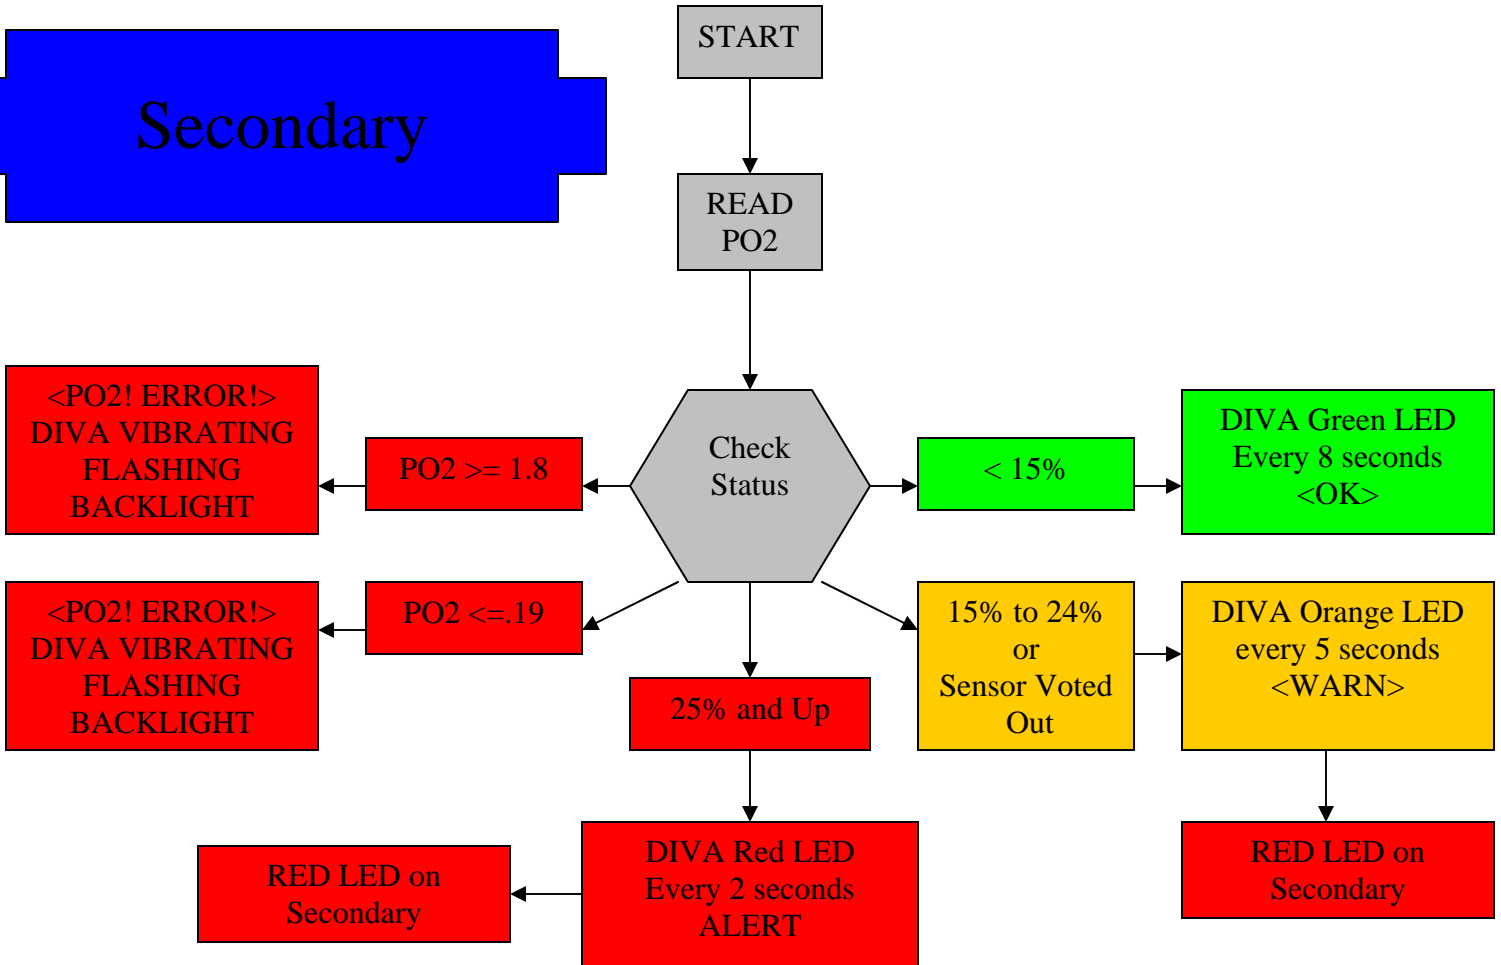 START
Secondary
READ
PO2
<PO2! ERROR!>
DIVA VIBRATING
FLASHING
BACKLIGHT
PO2 >= 1.8
Check
Status
< 15%
DIVA Green LED
Every 8 seconds
<OK>
<PO2! ERROR!>
DIVA VIBRATING
FLASHING
BACKLIGHT
PO2 <=.19
25% and Up
15% to 24%
or
Sensor Voted
Out
DIVA Orange LED
every 5 seconds
<WARN>
RED LED on
Secondary
DIVA Red LED
Every 2 seconds
ALERT
RED LED on
Secondary